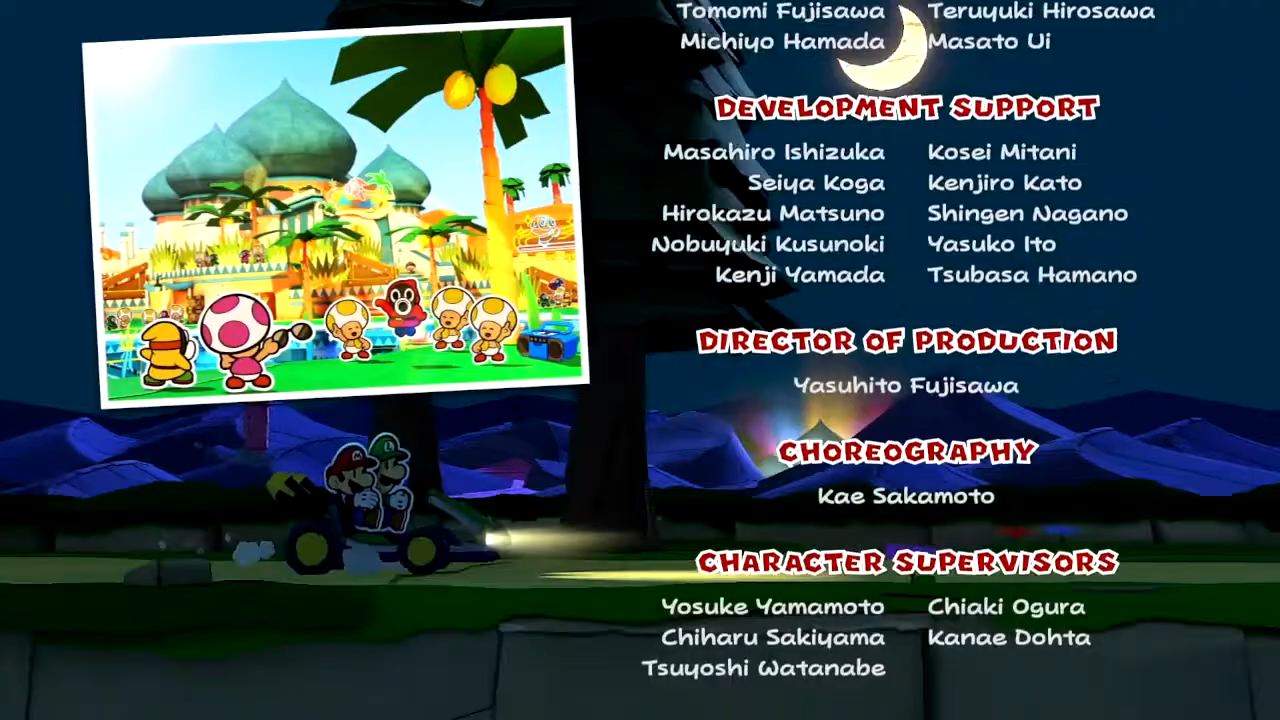 Tomomi Fujisawa Teruyuki Hirosawa
Michiyo Hamada Masato Ui
DEVELOPMENT SUPPORT
Masahiro Ishizuka Kosei Mitani
Seiya Koga Kenjiro Kato
Hirokazu Matsuno Shingen Nagano
Nobuyuki Kusunoki Yasuko Ito
Kenji Yamada Tsubasa Hamano
DIRECTOR OF PRODUCTION
Yasuhito Fujisawa
CHOREOGRAPHY
Kae Sakamoto
CHARACTER SUPERVISORS
Yosuke Yamamoto Chiaki Ogura
Chiharu Sakiyama Kanae Dohta
Tsuyoshi Watanabe